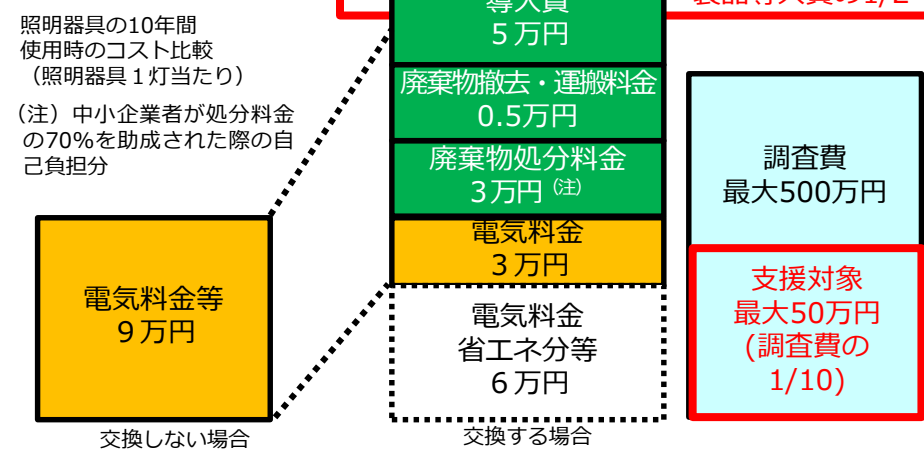 照明器具の10年間
使用時のコスト比較
（照明器具１灯当たり）
（注）中小企業者が処分料金
の70%を助成された際の自
己負担分
導入費
５万円
廃棄物撤去・運搬料金
0.5万円
廃棄物処分料金
３万円（注）
電気料金
３万円
電気料金
省エネ分等
６万円
交換する場合
電気料金等
９万円
交換しない場合
調査費
最大500万円
支援対象
最大50万円
(調査費の
1/10)